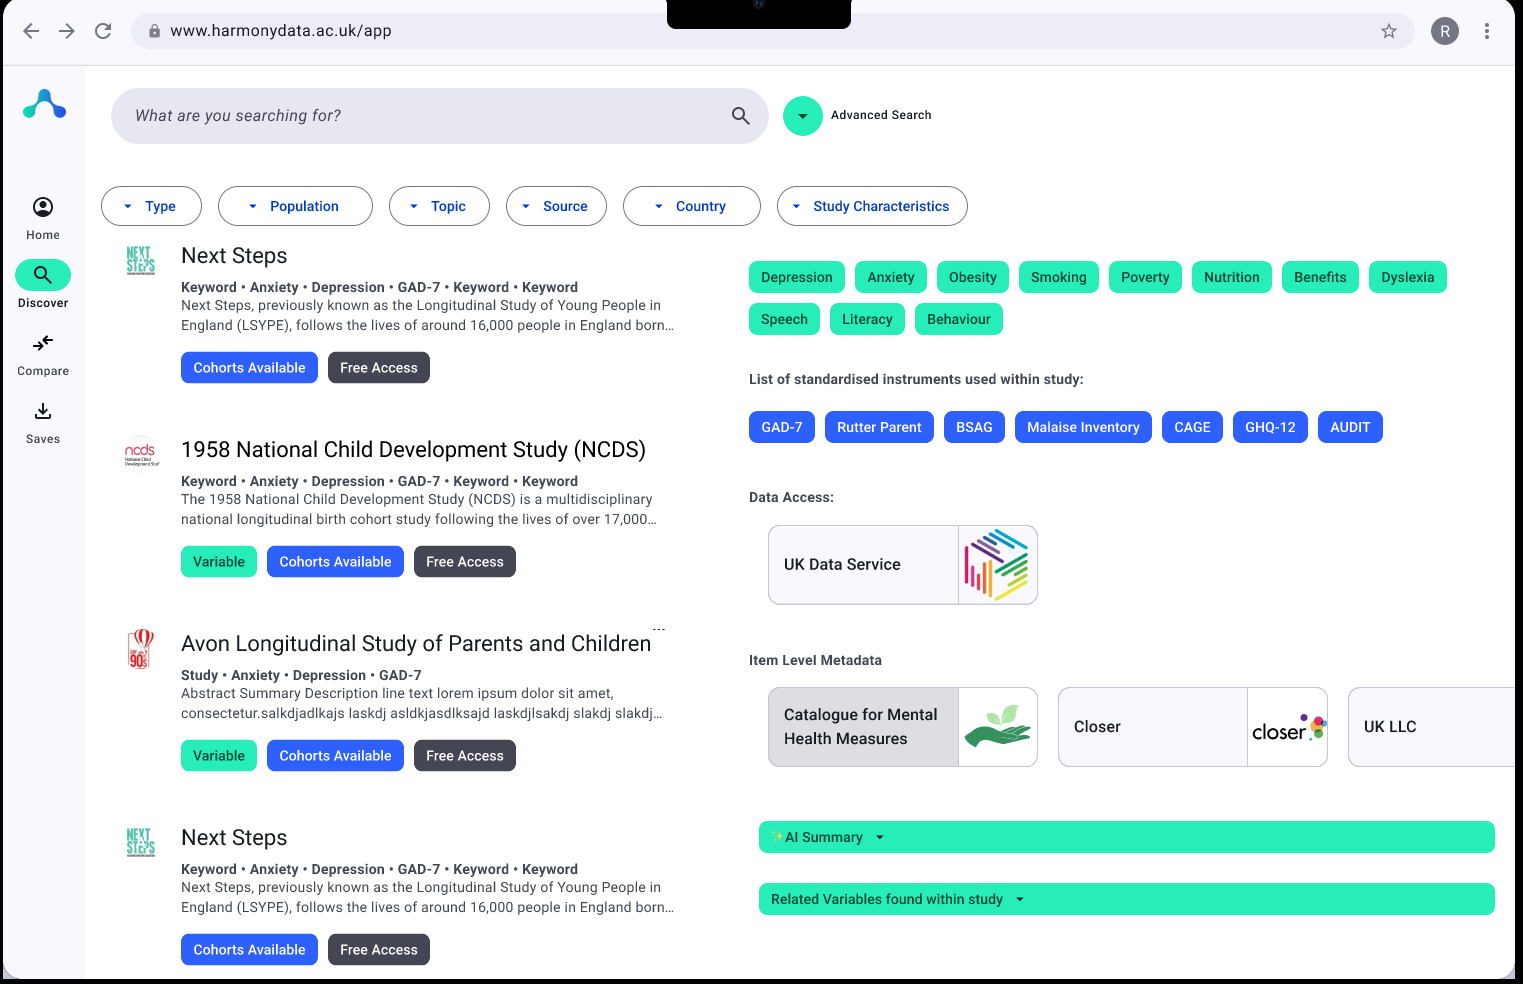 www.harmonydata.ac.uk/app
R
What are you searching for?
Advanced Search
Home
Discover
Compare
Saves
Type
Population
Topic
Source
Country
Study Characteristics
NEXT STEPS
Next Steps
Keyword • Anxiety • Depression • GAD-7 • Keyword • Keyword
Next Steps, previously known as the Longitudinal Study of Young People in
England (LSYPE), follows the lives of around 16,000 people in England born...
Cohorts Available
Free Access
ncds
National Child
Development Stud
1958 National Child Development Study (NCDS)
Keyword • Anxiety • Depression • GAD-7 • Keyword • Keyword
The 1958 National Child Development Study (NCDS) is a multidisciplinary
national longitudinal birth cohort study following the lives of over 17,000...
Variable
Cohorts Available
Free Access
90s
Avon Longitudinal Study of Parents and Children...
Study • Anxiety • Depression • GAD-7
Abstract Summary Description line text lorem ipsum dolor sit amet,
consectetur.salkdjadlkajs laskdj asldkjasdlksajd laskdjlsakdj slakdj slakdj...
Variable
Cohorts Available
Free Access
NEXT STEPS
Next Steps
Keyword • Anxiety • Depression • GAD-7 • Keyword • Keyword
Next Steps, previously known as the Longitudinal Study of Young People in
England (LSYPE), follows the lives of around 16,000 people in England born...
Cohorts Available
Free Access
Depression
Anxiety
Obesity
Smoking
Poverty
Nutrition
Benefits
Dyslexia
Speech
Literacy
Behaviour
List of standardised instruments used within study:
GAD-7
Rutter Parent
BSAG
Malaise Inventory
CAGE
GHQ-12
AUDIT
Data Access:
UK Data Service
Item Level Metadata
Catalogue for Mental
Health Measures
Closer
closer
UK LLC
✨AI Summary
Related Variables found within study